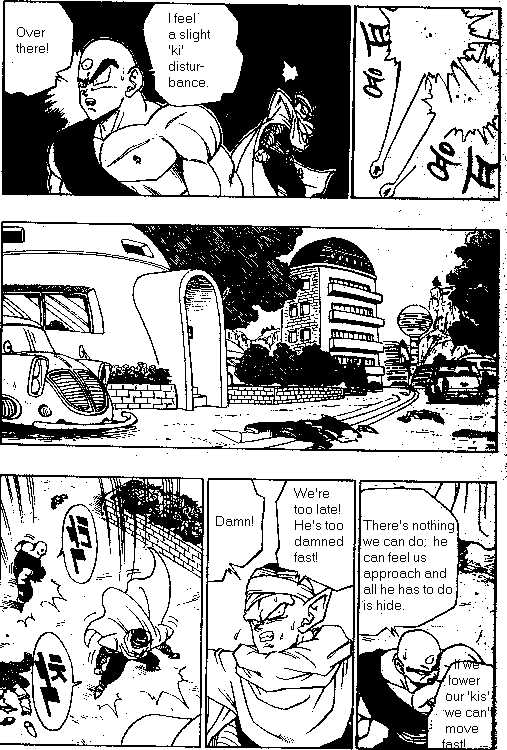 Over
there!
I feel
a slight
'ki'
distur-
bance.
Damn!
We're
too late!
He's too
damned
fast!
There's nothing
we can do; he
can feel us
approach and
all he has to do
is hide.
If we
lower
our 'kis'
we can't
move
fast!